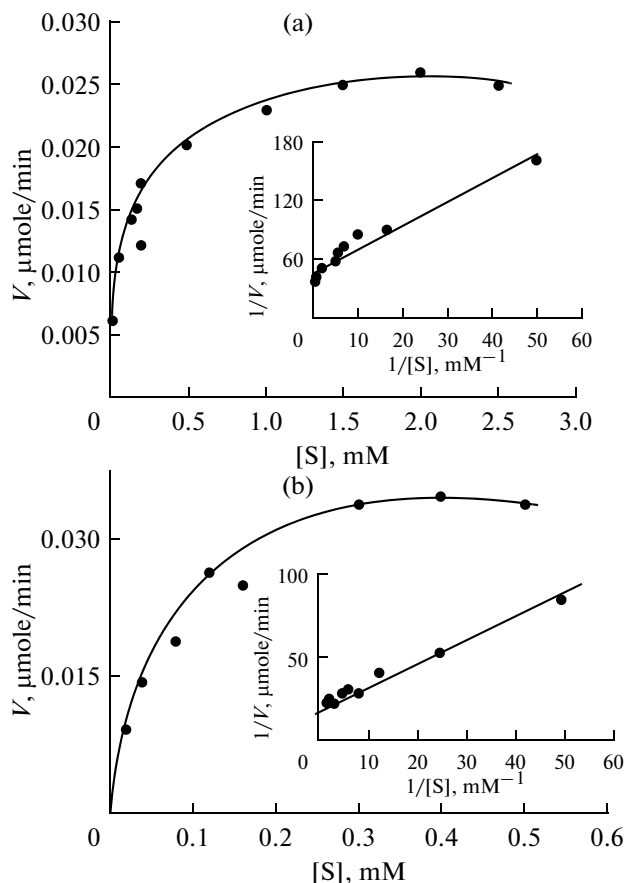 (a)
V, µmole/min
0.030
0.025
0.020
0.015
0.010
0.005
0
0.5 1.0 1.5 2.0 2.5 3.0
[S], mM
1/V, µmole/min
180
120
60
0 10 20 30 40 50 60
1/[S], mM−1
(b)
V, µmole/min
0.030
0.015
0
0.1 0.2 0.3 0.4 0.5 0.6
[S], mM
1/V, µmole/min
100
50
0 10 20 30 40 50 60
1/[S], mM−1